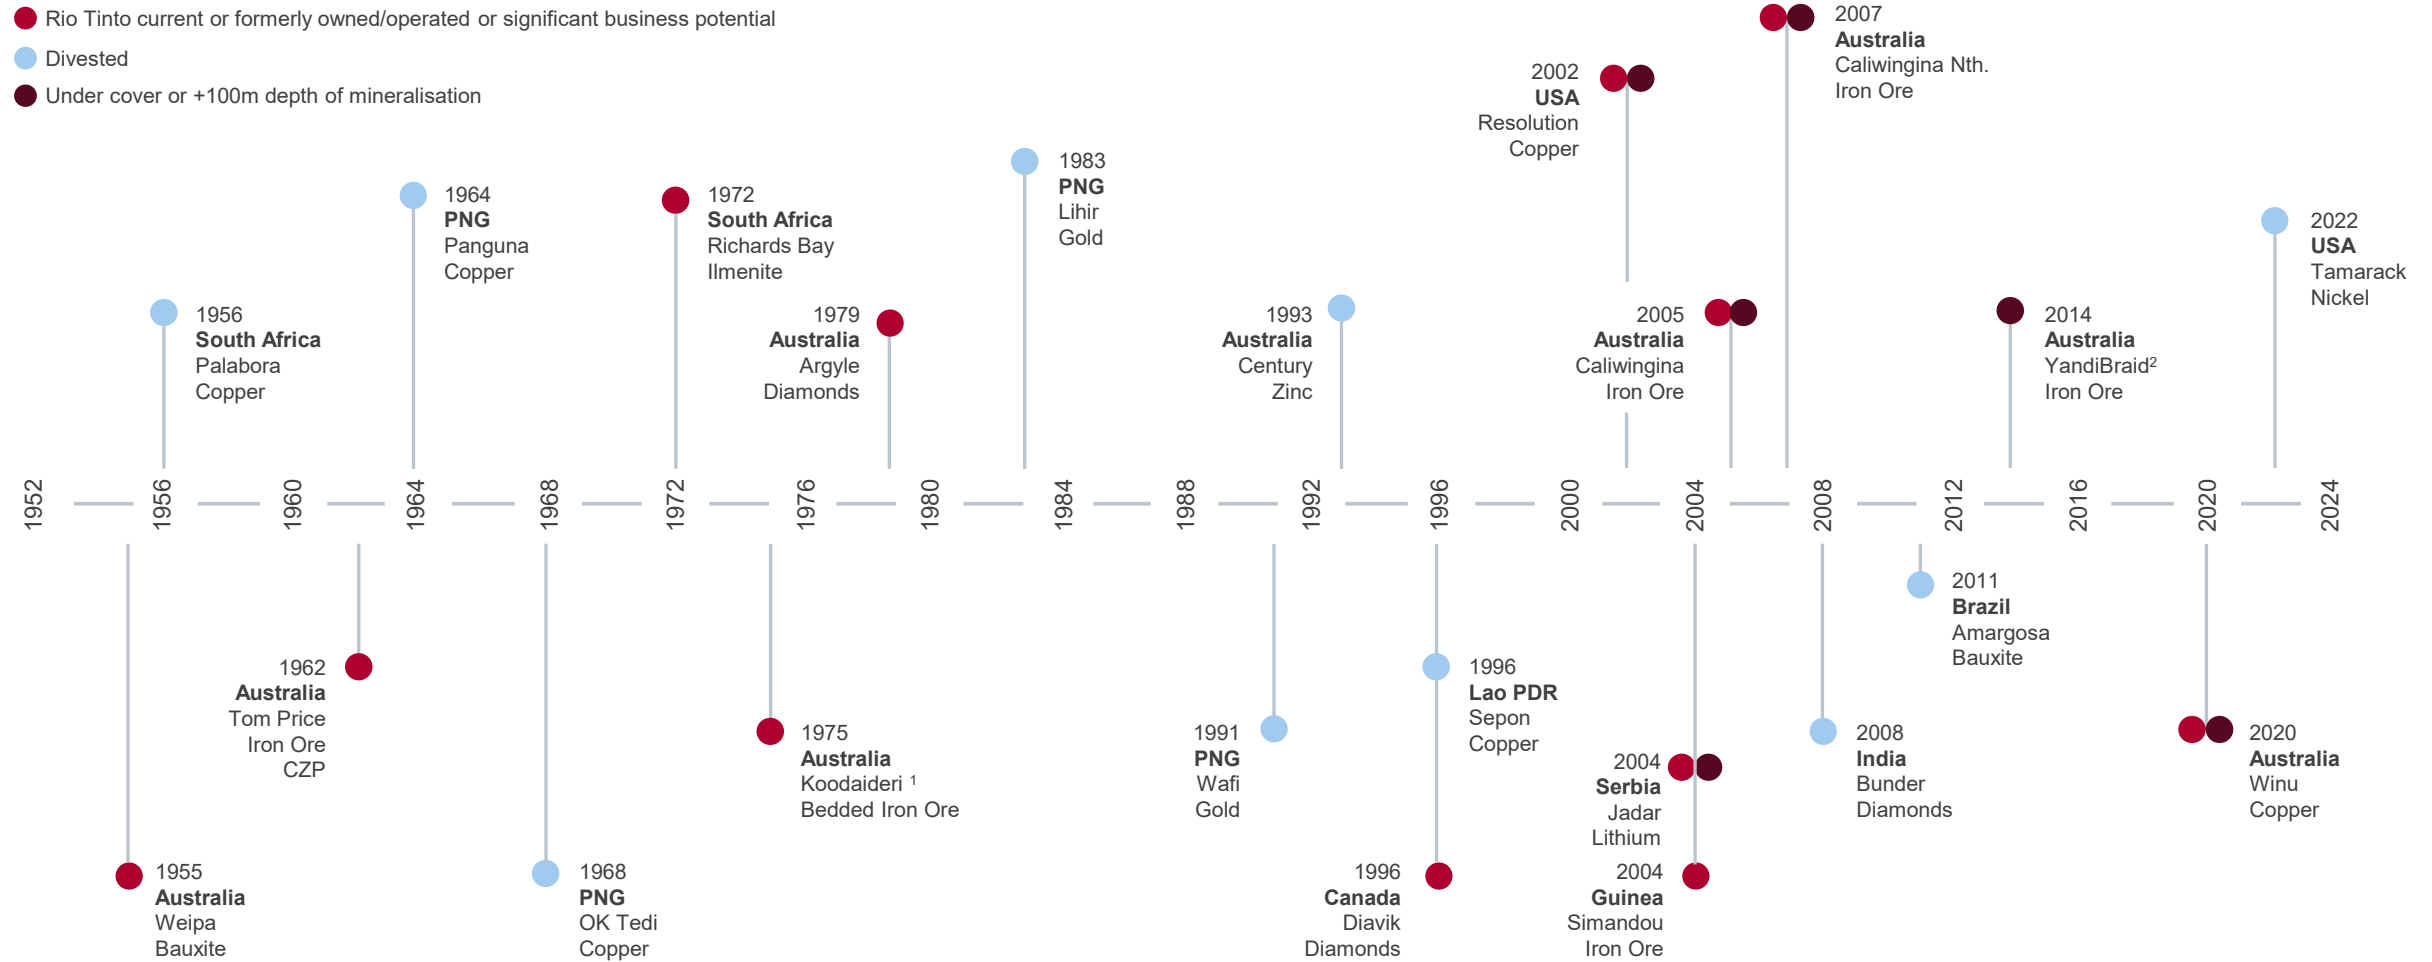 Rio Tinto current or formerly owned/operated or significant business potential
Divested
Under cover or +100m depth of mineralisation
1956
South Africa
Palabora
Copper
1964
PNG
Panguna
Copper
1972
South Africa
Richards Bay
Ilmenite
1979
Australia
Argyle
Diamonds
1983
PNG
Lihir
Gold
1993
Australia
Century
Zinc
2002
USA
Resolution
Copper
2005
Australia
Caliwingina
Iron Ore
2007
Australia
Caliwingina Nth.
Iron Ore
2014
Australia
YandiBraid²
Iron Ore
2022
USA
Tamarack
Nickel
1952
1956
1960
1964
1968
1972
1976
1980
1984
1988
1992
1996
2000
2004
2008
2012
2016
2020
2024
1955
Australia
Weipa
Bauxite
1962
Australia
Tom Price
Iron Ore
CZP
1968
PNG
OK Tedi
Copper
1975
Australia
Koodaideri ¹
Bedded Iron Ore
1991
PNG
Wafi
Gold
1996
Lao PDR
Sepon
Copper
1996
Canada
Diavik
Diamonds
2004
Serbia
Jadar
Lithium
2004
Guinea
Simandou
Iron Ore
2008
India
Bunder
Diamonds
2011
Brazil
Amargosa
Bauxite
2020
Australia
Winu
Copper